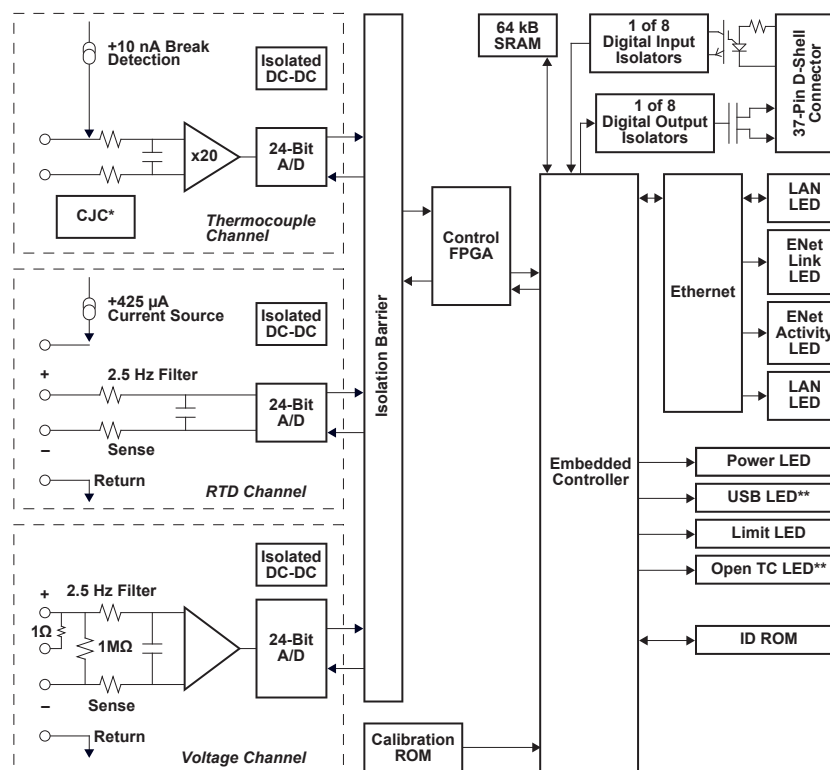 +10 nA Break
Detection
Isolated
DC-DC
x20
24-Bit
A/D
CJC*
Thermocouple
Channel
+425 µA
Current Source
Isolated
DC-DC
+
2.5 Hz Filter
24-Bit
A/D
–
Sense
Return
RTD Channel
Isolated
DC-DC
+
2.5 Hz Filter
1Ω
1MΩ
24-Bit
A/D
–
Sense
Return
Voltage Channel
Isolation Barrier
Control
FPGA
Calibration
ROM
64 kB
SRAM
1 of 8
Digital Input
Isolators
1 of 8
Digital Output
Isolators
37-Pin D-Shell
Connector
Embedded
Controller
Ethernet
LAN
LED
ENet
Link
LED
ENet
Activity
LED
LAN
LED
Power LED
USB LED**
Limit LED
Open TC LED**
ID ROM